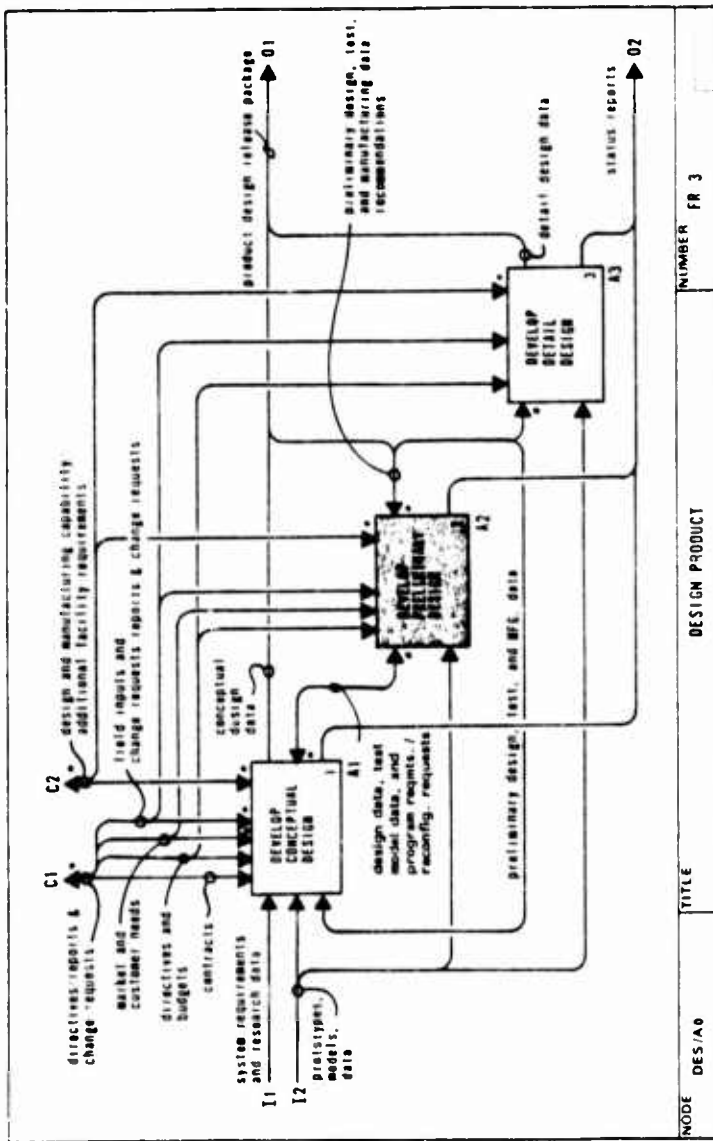 C1
C2
directives reports &
change requests
market and
customer needs
directives and
budgets
contracts
design and manufacturing capability
additional facility requirements
field inputs and
change requests reports & change requests
system requirements
and research data
I1
I2
prototypes,
models,
data
DEVELOP
CONCEPTUAL
DESIGN
1
A1
conceptual
dusign
data
design data, test
model data, and
program reqmts./
raconfig. requests
DEVELOP
PRELIMINARY
DESIGN
2
A2
preliminary design, test, and MFG. data
product design release package
O1
preliminary design, test,
and manufacturing data
recommendations
DEVELOP
DETAIL
DESIGN
3
A3
detail design data
status reports
O2
NODE DES/A0
TITLE
DESIGN PRODUCT
NUMBER FR 3